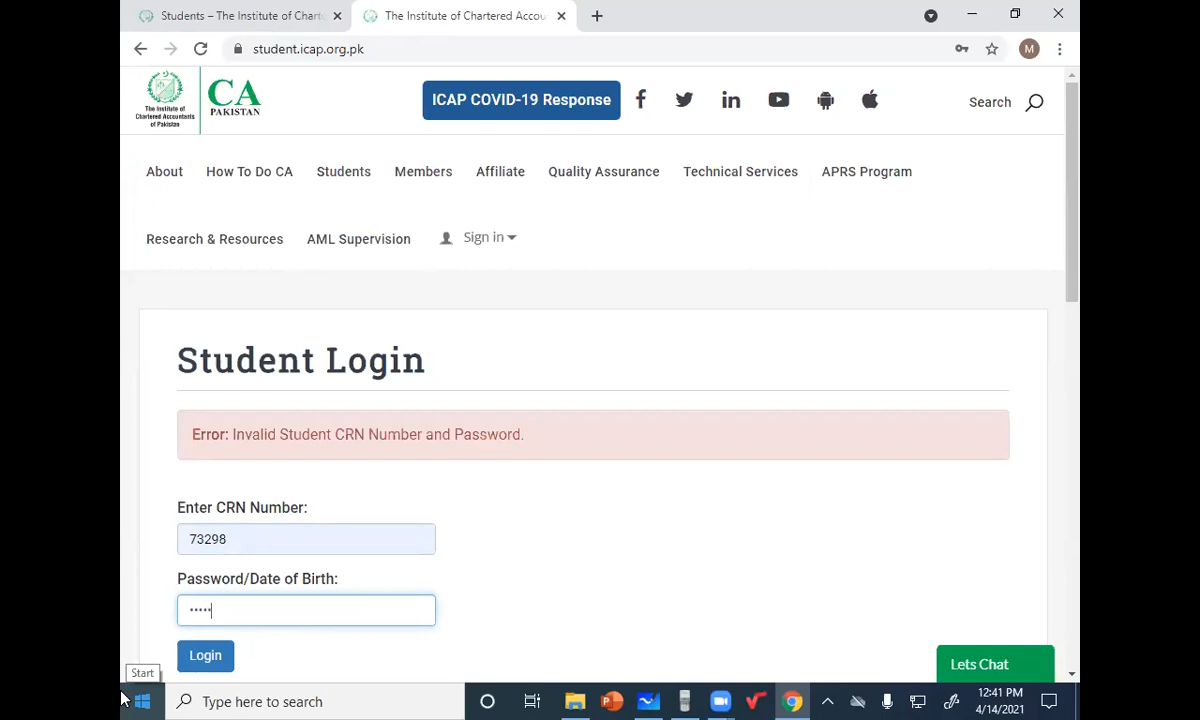 Students – The Institute of Charte
The Institute of Chartered Accou
student.icap.org.pk
M
The Institute of
Chartered Accountants
of Pakistan
CA
PAKISTAN
ICAP COVID-19 Response
Search
About How To Do CA Students Members Affiliate Quality Assurance Technical Services APRS Program
Research & Resources AML Supervision Sign in
Student Login
Error: Invalid Student CRN Number and Password.
Enter CRN Number:
73298
Password/Date of Birth:
•••••
Login
Lets Chat
Start
Type here to search
12:41 PM
4/14/2021